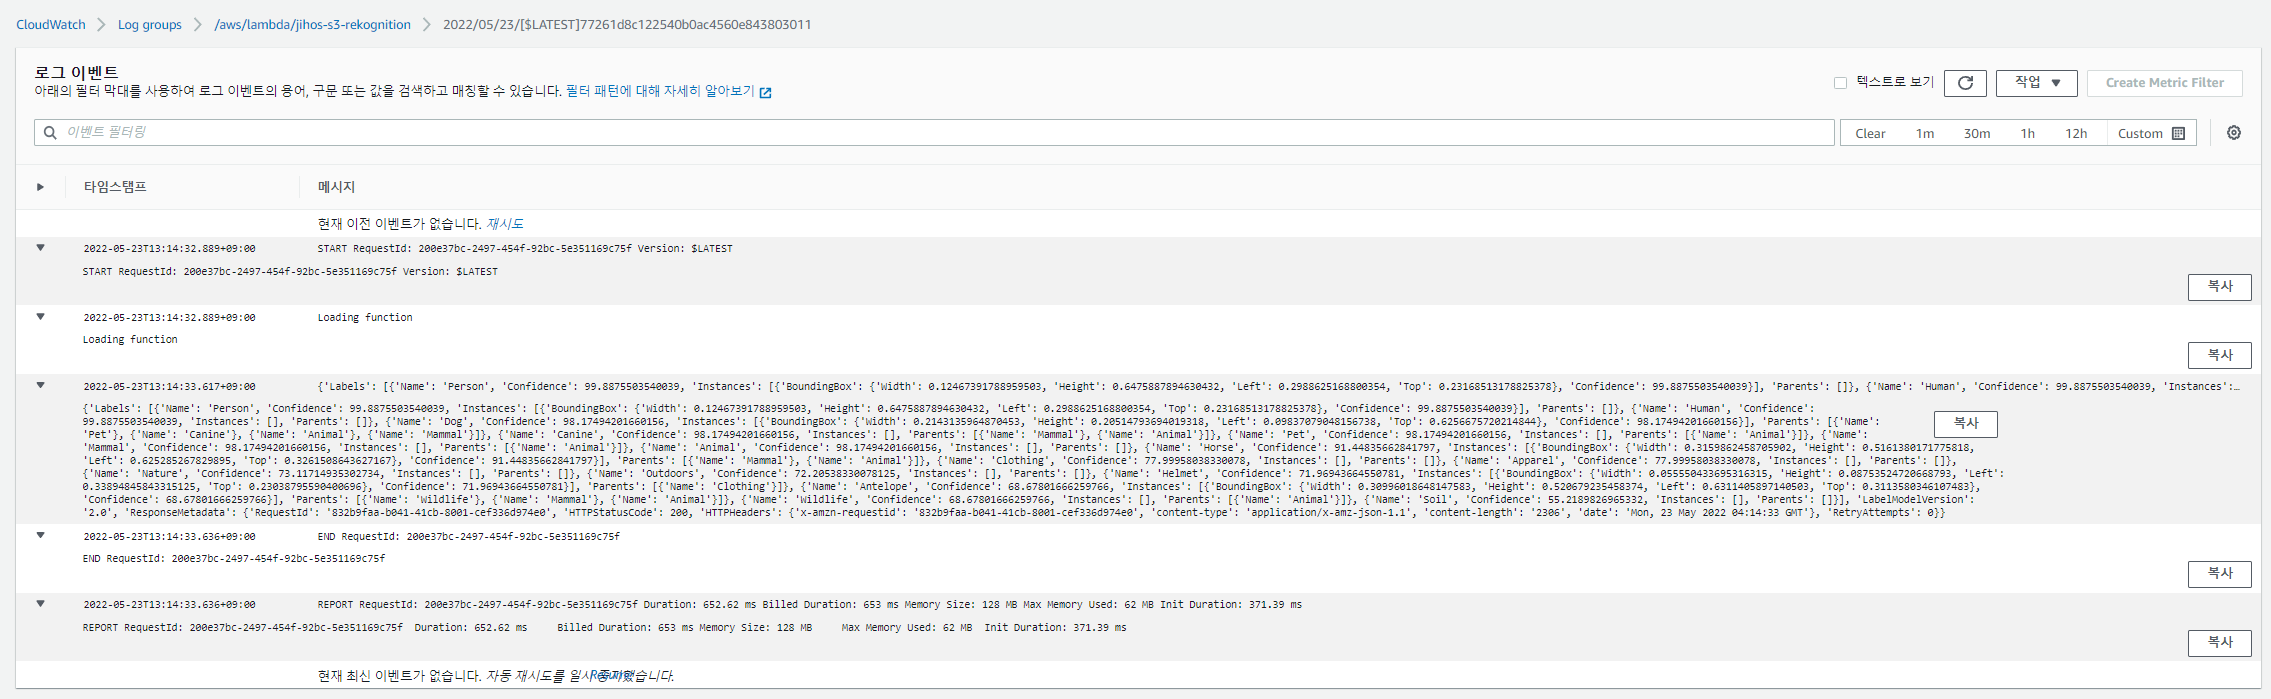 CloudWatch > Log groups > /aws/lambda/jihos-s3-rekognition > 2022/05/23/[$LATEST]77261d8c122540b0ac4560e843803011
로그 이벤트
아래의 필터 막대를 사용하여 로그 이벤트의 용어, 구문 또는 값을 검색하고 매칭할 수 있습니다. 필터 패턴에 대해 자세히 알아보기
텍스트로 보기 작업 Create Metric Filter
이벤트 필터링 Clear 1m 30m 1h 12h Custom
타임스탬프 메시지
현재 이전 이벤트가 없습니다. 재시도
2022-05-23T13:14:32.889+09:00 START RequestId: 200e37bc-2497-454f-92bc-5e351169c75f Version: $LATEST
START RequestId: 200e37bc-2497-454f-92bc-5e351169c75f Version: $LATEST
복사
2022-05-23T13:14:32.889+09:00 Loading function
Loading function
복사
2022-05-23T13:14:33.617+09:00 {'Labels': [{'Name': 'Person', 'Confidence': 99.8875503540039, 'Instances': [{'BoundingBox': {'Width': 0.12467391788959503, 'Height': 0.6475887894630432, 'Left': 0.2988625168800354, 'Top': 0.23168513178825378}, 'Confidence': 99.8875503540039}], 'Parents': []}, {'Name': 'Human', 'Confidence': 99.8875503540039, 'Instances':…
{'Labels': [{'Name': 'Person', 'Confidence': 99.8875503540039, 'Instances': [{'BoundingBox': {'Width': 0.12467391788959503, 'Height': 0.6475887894630432, 'Left': 0.2988625168800354, 'Top': 0.23168513178825378}, 'Confidence': 99.8875503540039}], 'Parents': []}, {'Name': 'Human', 'Confidence':
99.8875503540039, 'Instances': [], 'Parents': []}, {'Name': 'Dog', 'Confidence': 98.17494201660156, 'Instances': [{'BoundingBox': {'Width': 0.2143135964870453, 'Height': 0.20514793694019318, 'Left': 0.09837079048156738, 'Top': 0.6256675720214844}, 'Confidence': 98.17494201660156}], 'Parents': [{'Name':
'Pet'}, {'Name': 'Canine'}, {'Name': 'Animal'}, {'Name': 'Mammal'}]}, {'Name': 'Canine', 'Confidence': 98.17494201660156, 'Instances': [], 'Parents': [{'Name': 'Mammal'}, {'Name': 'Animal'}]}, {'Name': 'Pet', 'Confidence': 98.17494201660156, 'Instances': [], 'Parents': [{'Name': 'Animal'}]}, {'Name':
'Mammal', 'Confidence': 98.17494201660156, 'Instances': [], 'Parents': [{'Name': 'Animal'}]}, {'Name': 'Animal', 'Confidence': 98.17494201660156, 'Instances': [], 'Parents': []}, {'Name': 'Horse', 'Confidence': 91.44835662841797, 'Instances': [{'BoundingBox': {'Width': 0.3159862458705902, 'Height': 0.5161380171775818,
'Left': 0.625285267829895, 'Top': 0.3261508643627167}, 'Confidence': 91.44835662841797}], 'Parents': [{'Name': 'Mammal'}, {'Name': 'Animal'}]}, {'Name': 'Clothing', 'Confidence': 77.99958038330078, 'Instances': [], 'Parents': []}, {'Name': 'Apparel', 'Confidence': 77.99958038330078, 'Instances': [], 'Parents': []},
{'Name': 'Nature', 'Confidence': 73.11714935302734, 'Instances': [], 'Parents': []}, {'Name': 'Outdoors', 'Confidence': 72.20538330078125, 'Instances': [], 'Parents': []}, {'Name': 'Helmet', 'Confidence': 71.96943664550781, 'Instances': [{'BoundingBox': {'Width': 0.055550433695316315, 'Height': 0.08753524720668793, 'Left':
0.33894845843315125, 'Top': 0.23038795590400696}, 'Confidence': 71.96943664550781}], 'Parents': [{'Name': 'Clothing'}]}, {'Name': 'Antelope', 'Confidence': 68.67801666259766, 'Instances': [{'BoundingBox': {'Width': 0.30996018648147583, 'Height': 0.520679235458374, 'Left': 0.631140589714050​3, 'Top': 0.3113580346107483},
'Confidence': 68.67801666259766}], 'Parents': [{'Name': 'Wildlife'}, {'Name': 'Mammal'}, {'Name': 'Animal'}]}, {'Name': 'Wildlife', 'Confidence': 68.67801666259766, 'Instances': [], 'Parents': [{'Name': 'Animal'}]}, {'Name': 'Soil', 'Confidence': 55.2189826965332, 'Instances': [], 'Parents': []}], 'LabelModelVersion':
'2.0', 'ResponseMetadata': {'RequestId': '832b9faa-b041-41cb-8001-cef336d974e0', 'HTTPStatusCode': 200, 'HTTPHeaders': {'x-amzn-requestid': '832b9faa-b041-41cb-8001-cef336d974e0', 'content-type': 'application/x-amz-json-1.1', 'content-length': '2306', 'date': 'Mon, 23 May 2022 04:14:33 GMT'}, 'RetryAttempts': 0}}
복사
2022-05-23T13:14:33.636+09:00 END RequestId: 200e37bc-2497-454f-92bc-5e351169c75f
END RequestId: 200e37bc-2497-454f-92bc-5e351169c75f
복사
2022-05-23T13:14:33.636+09:00 REPORT RequestId: 200e37bc-2497-454f-92bc-5e351169c75f Duration: 652.62 ms Billed Duration: 653 ms Memory Size: 128 MB Max Memory Used: 62 MB Init Duration: 371.39 ms
REPORT RequestId: 200e37bc-2497-454f-92bc-5e351169c75f Duration: 652.62 ms Billed Duration: 653 ms Memory Size: 128 MB Max Memory Used: 62 MB Init Duration: 371.39 ms
복사
현재 최신 이벤트가 없습니다. 자동 재시도를 일시 중지했습니다.